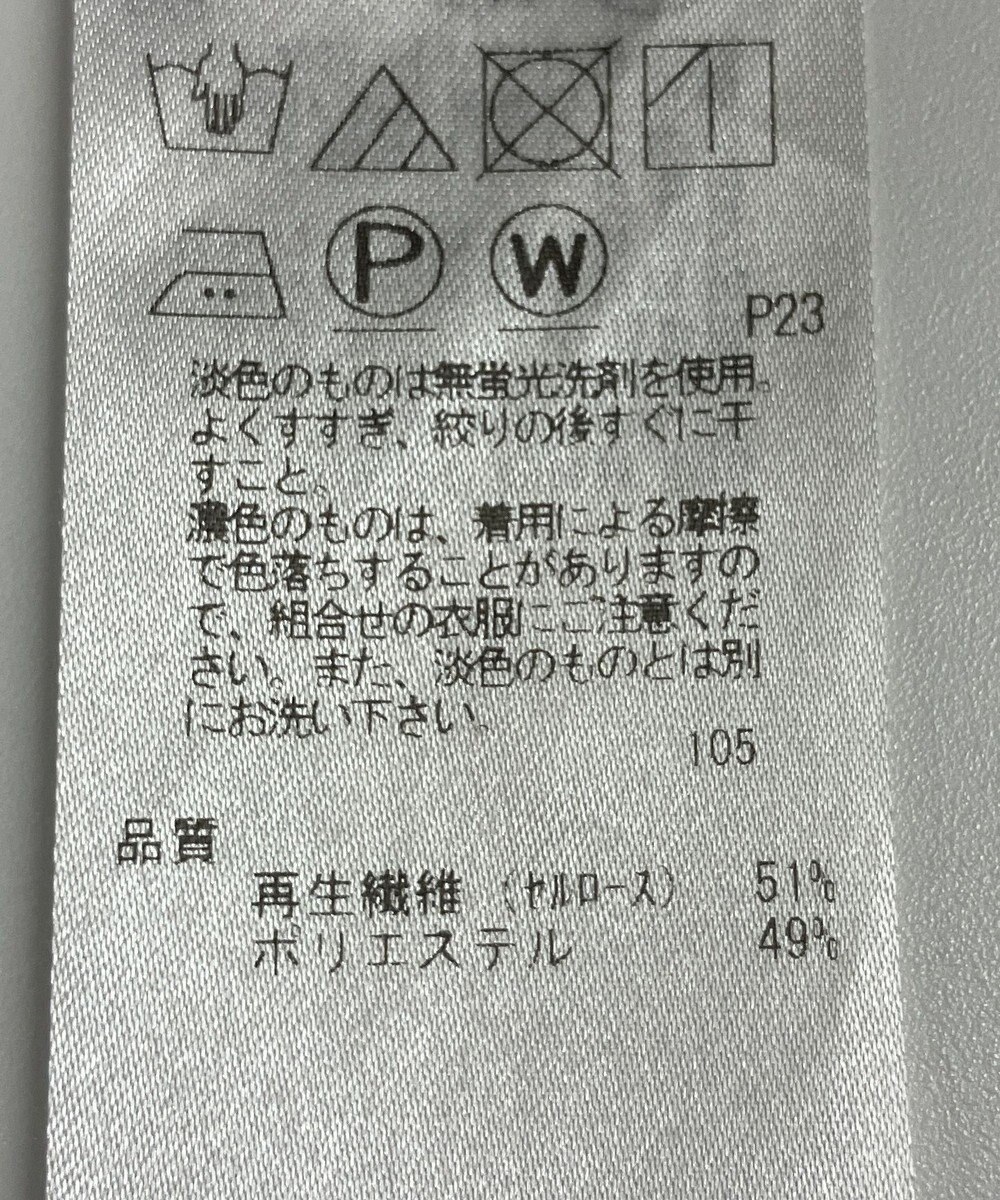 P W
P23
淡色のものは無蛍光洗剤を使用。
よくすすぎ、絞りの後すぐに干
すこと。
濃色のものは、着用による摩擦
で色落ちすることがありますの
で、組合せの衣服にご注意くだ
さい。また、淡色のものとは別
にお洗い下さい。
105
品質
再生繊維（セルロース） 51%
ポリエステル 49%